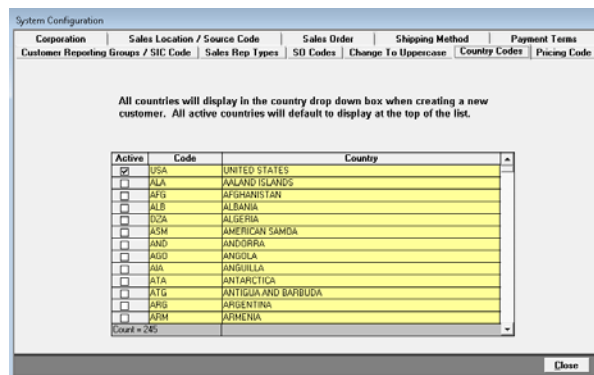 System Configuration
Corporation Sales Location / Source Code Sales Order Shipping Method Payment Terms
Customer Reporting Groups / SIC Code Sales Rep Types SO Codes Change To Uppercase Country Codes Pricing Code
All countries will display in the country drop down box when creating a new
customer. All active countries will default to display at the top of the list.
Active Code Country
USA UNITED STATES
ALA AALAND ISLANDS
AFG AFGHANISTAN
ALB ALBANIA
DZA ALGERIA
ASM AMERICAN SAMOA
AND ANDORRA
AGO ANGOLA
AIA ANGUILLA
ATA ANTARCTICA
ATG ANTIGUA AND BARBUDA
ARG ARGENTINA
ARM ARMENIA
Count = 245
Close